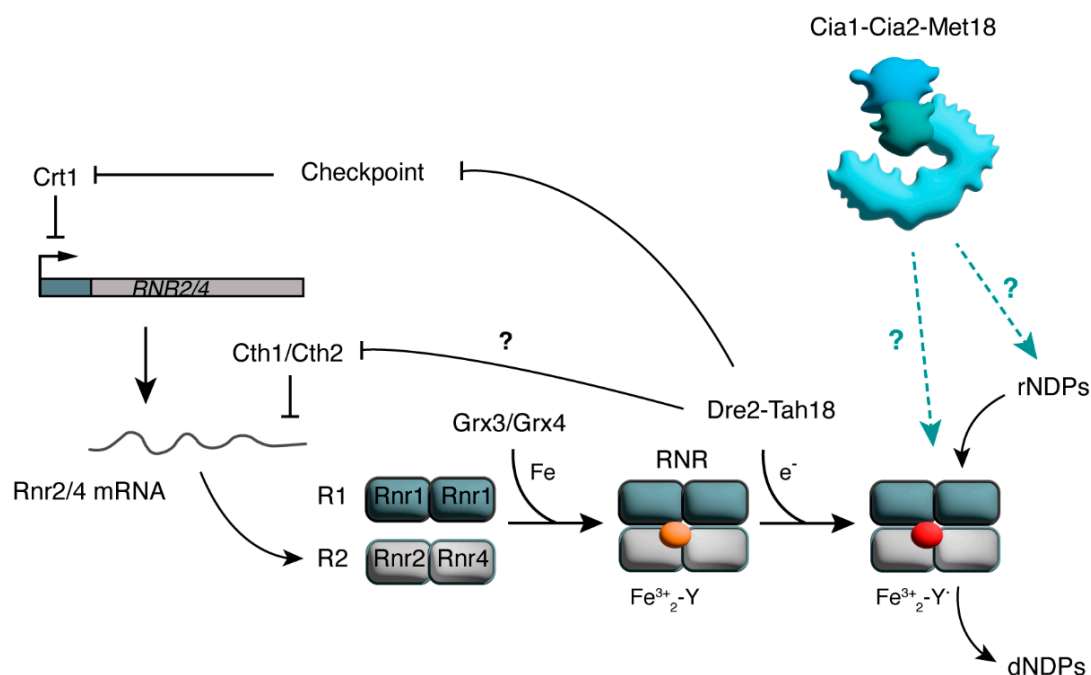 Cia1-Cia2-Met18
Crt1
Checkpoint
RNR2/4
?
?
?
Cth1/Cth2
rNDPs
Dre2-Tah18
Grx3/Grx4
RNR
Fe
e⁻
Rnr2/4 mRNA
R1
Rnr1 Rnr1
R2
Rnr2 Rnr4
Fe³⁺₂-Y
Fe³⁺₂-Y·
dNDPs